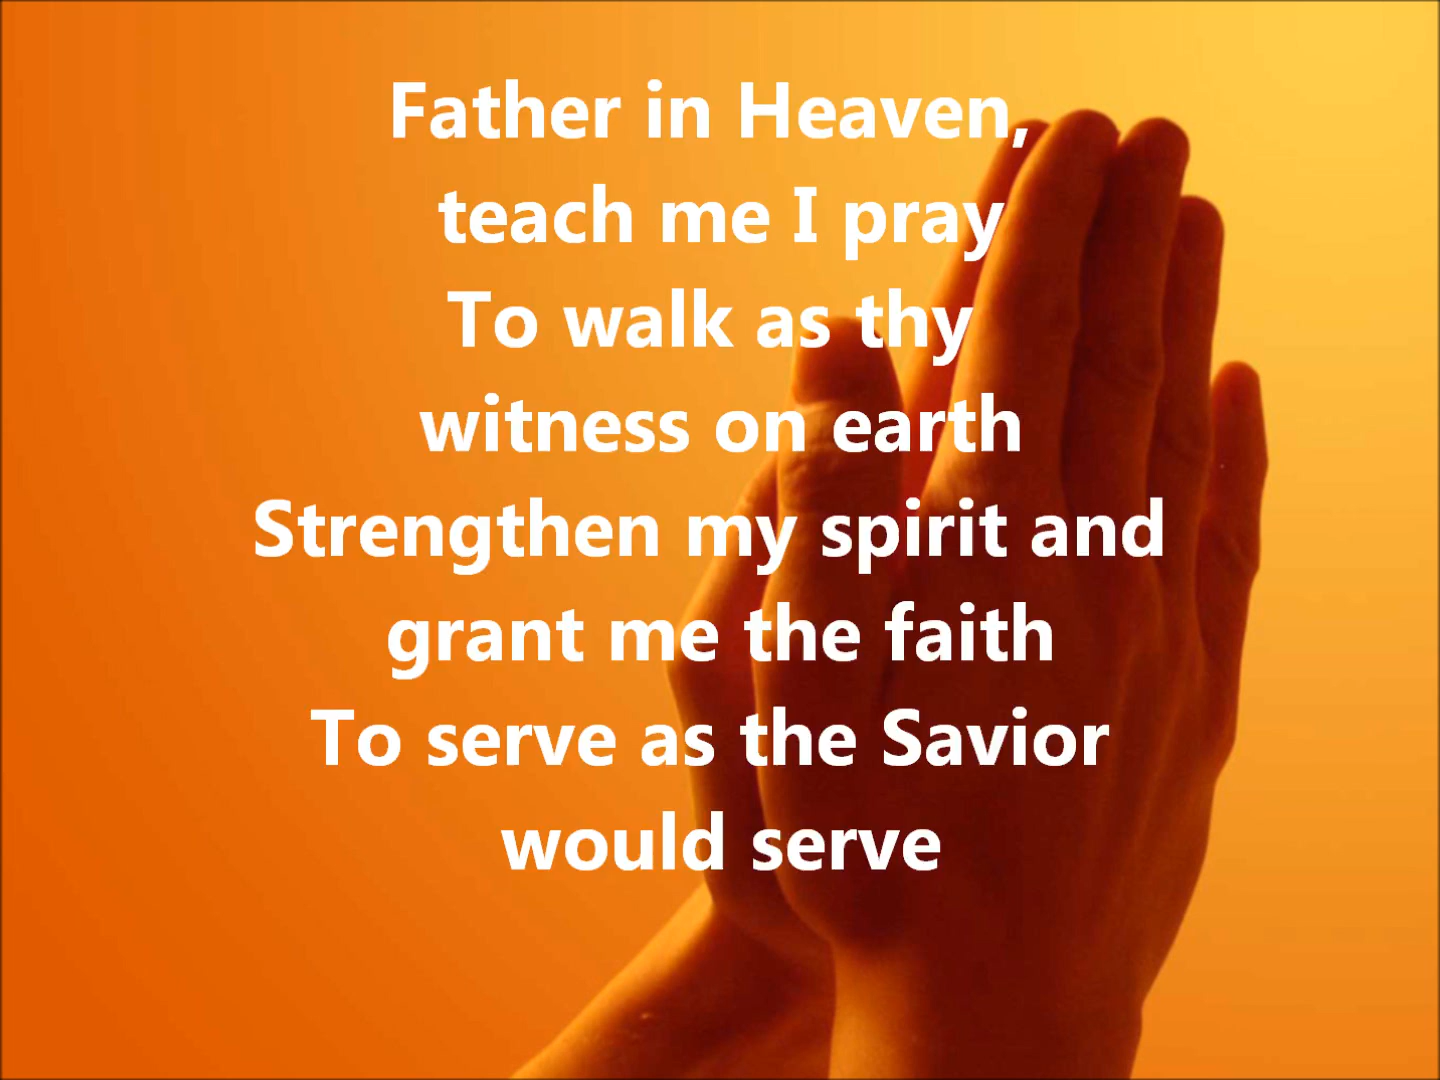 Father in Heaven,
teach me I pray
To walk as thy
witness on earth
Strengthen my spirit and
grant me the faith
To serve as the Savior
would serve